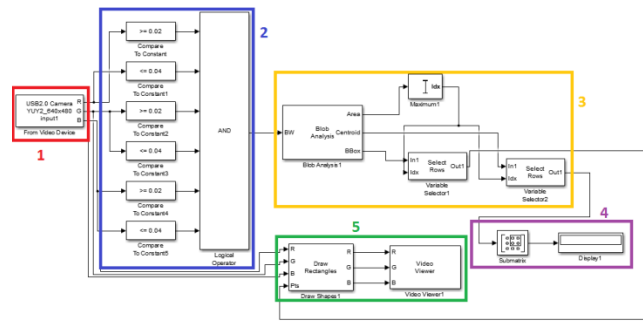 1
USB2.0 Camera
YUY2_640x480
input1
R
G
B
From Video Device
2
>= 0.02
Compare
To Constant
<= 0.04
Compare
To Constant1
>= 0.02
Compare
To Constant2
<= 0.04
Compare
To Constant3
>= 0.02
Compare
To Constant4
<= 0.04
Compare
To Constant5
AND
Logical
Operator
3
BW
Blob
Analysis
Area
Centroid
BBox
Blob Analysis1
Idx
Maximum1
In1
Idx
Select
Rows
Out1
Variable
Selector1
In1
Idx
Select
Rows
Out1
Variable
Selector2
4
Submatrix
Display1
5
R
G
B
Pts
Draw
Rectangles
R
G
B
Draw Shapes1
R
G
B
Video
Viewer
Video Viewer1